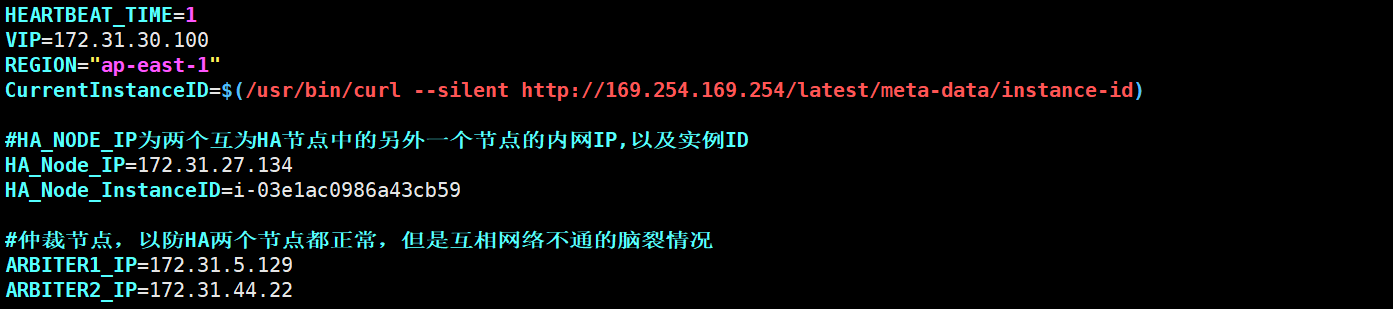 HEARTBEAT_TIME=1
VIP=172.31.30.100
REGION="ap-east-1"
CurrentInstanceID=$(/usr/bin/curl --silent http://169.254.169.254/latest/meta-data/instance-id)
#HA_NODE_IP为两个互为HA节点中的另外一个节点的内网IP,以及实例ID
HA_Node_IP=172.31.27.134
HA_Node_InstanceID=i-03e1ac0986a43cb59
#仲裁节点，以防HA两个节点都正常，但是互相网络不通的脑裂情况
ARBITER1_IP=172.31.5.129
ARBITER2_IP=172.31.44.22